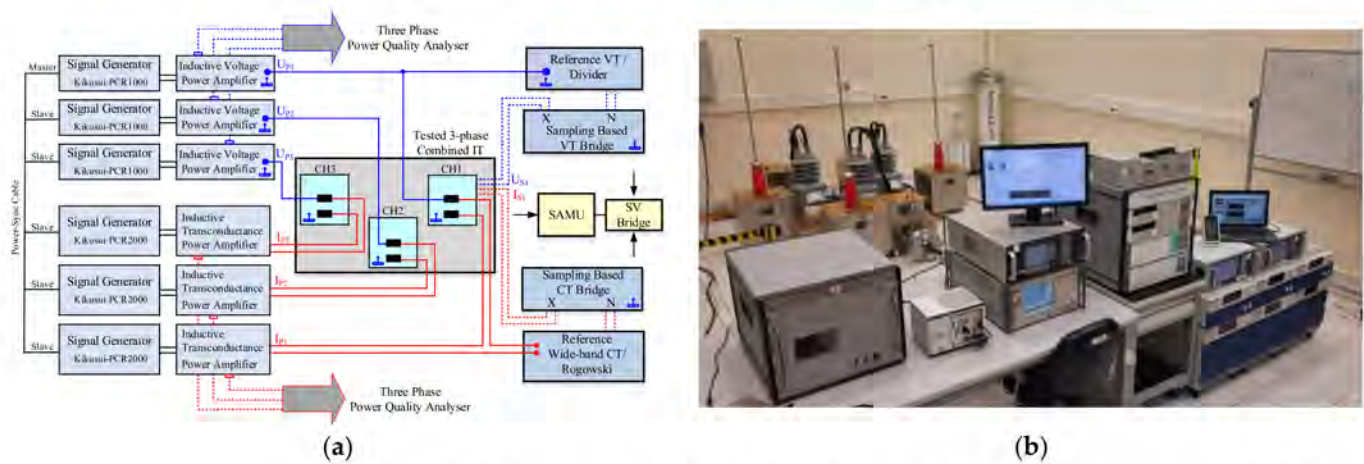 Three Phase
Power Quality Analyser
Power-Sync Cable
Master
Signal Generator
Kikusui-PCR1000
Inductive Voltage
Power Amplifier
UP1
Reference VT /
Divider
Slave
Signal Generator
Kikusui-PCR1000
Inductive Voltage
Power Amplifier
UP2
X
N
Sampling Based
VT Bridge
Slave
Signal Generator
Kikusui-PCR1000
Inductive Voltage
Power Amplifier
UP3
Tested 3-phase
Combined IT
CH3
CH1
CH2
US1
IS1
SAMU
SV
Bridge
Slave
Signal Generator
Kikusui-PCR2000
Inductive
Transconductance
Power Amplifier
IP3
Slave
Signal Generator
Kikusui-PCR2000
Inductive
Transconductance
Power Amplifier
IP2
Sampling Based
CT Bridge
X
N
Slave
Signal Generator
Kikusui-PCR2000
Inductive
Transconductance
Power Amplifier
IP1
Reference
Wide-band CT/
Rogowski
Three Phase
Power Quality Analyser
(a)
(b)